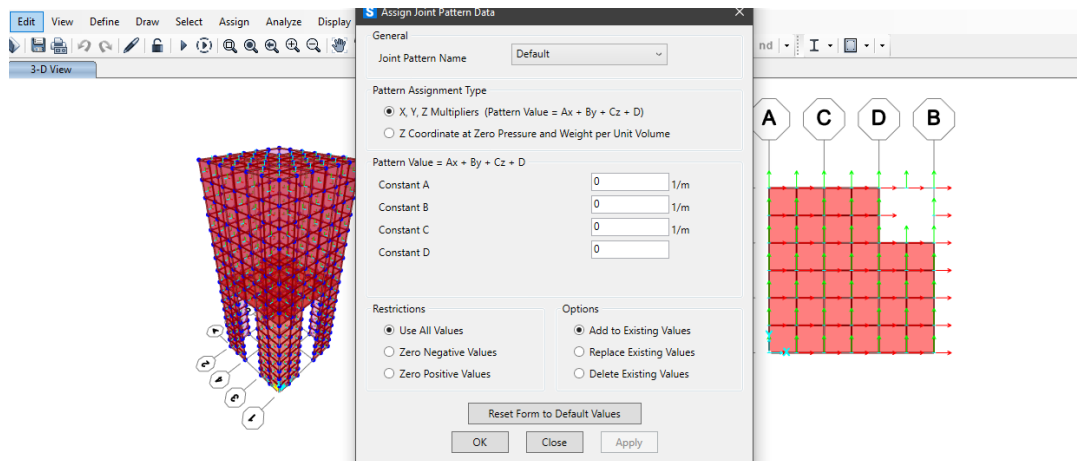 Edit View Define Draw Select Assign Analyze Display
S Assign Joint Pattern Data
nd
3-D View
General
Joint Pattern Name Default
Pattern Assignment Type
X, Y, Z Multipliers (Pattern Value = Ax + By + Cz + D)
Z Coordinate at Zero Pressure and Weight per Unit Volume
Pattern Value = Ax + By + Cz + D
Constant A 0 1/m
Constant B 0 1/m
Constant C 0 1/m
Constant D 0
Restrictions
Use All Values
Zero Negative Values
Zero Positive Values
Options
Add to Existing Values
Replace Existing Values
Delete Existing Values
Reset Form to Default Values
OK Close Apply
A C D B